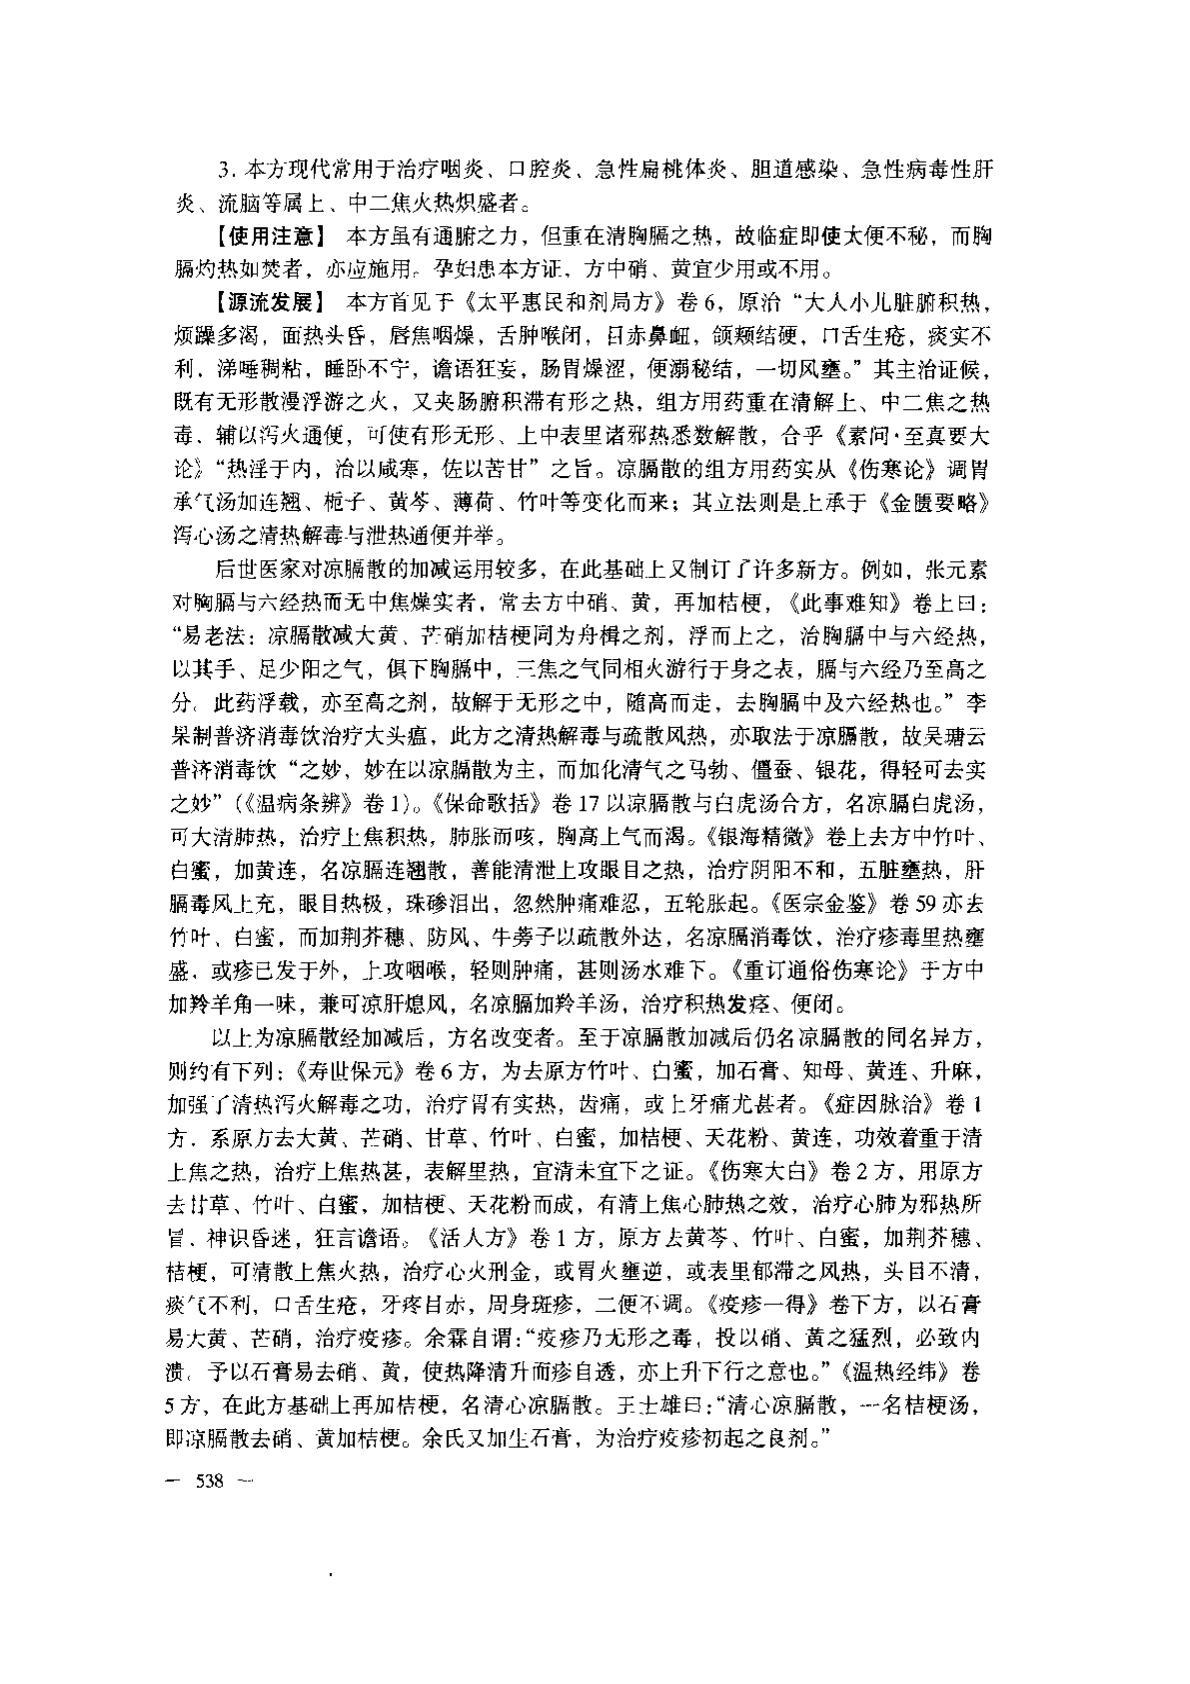 3. 本方现代常用于治疗咽炎、口腔炎、急性扁桃体炎、胆道感染、急性病毒性肝
炎、流脑等属上、中二焦火热炽盛者。
【使用注意】 本方虽有通腑之力，但重在清胸膈之热，故临症即使太便不秘，而胸
膈灼热如焚者，亦应施用。孕妇患本方证，方中硝、黄宜少用或不用。
【源流发展】 本方首见于《太平惠民和剂局方》卷 6，原治“大人小儿脏腑积热，
烦躁多渴，面热头昏，唇焦咽燥，舌肿喉闭，目赤鼻衄，颌颊结硬，口舌生疮，痰实不
利，涕唾稠粘，睡卧不宁，谵语狂妄，肠胃燥涩，便溺秘结，一切风壅。”其主治证候，
既有无形散漫浮游之火，又夹肠腑积滞有形之热，组方用药重在清解上、中二焦之热
毒，辅以泻火通便，可使有形无形、上中表里诸邪热悉数解散，合乎《素问·至真要大
论》“热淫于内，治以咸寒，佐以苦甘”之旨。凉膈散的组方用药实从《伤寒论》调胃
承气汤加连翘、栀子、黄芩、薄荷、竹叶等变化而来；其立法则是上承于《金匮要略》
泻心汤之清热解毒与泄热通便并举。
后世医家对凉膈散的加减运用较多，在此基础上又制订了许多新方。例如，张元素
对胸膈与六经热而无中焦燥实者，常去方中硝、黄，再加桔梗，《此事难知》卷上曰：
“易老法：凉膈散减大黄、芒硝加桔梗同为舟楫之剂，浮而上之，治胸膈中与六经热，
以其手、足少阳之气，俱下胸膈中，三焦之气同相火游行于身之表，膈与六经乃至高之
分。此药浮载，亦至高之剂，故解于无形之中，随高而走，去胸膈中及六经热也。”李
杲制普济消毒饮治疗大头瘟，此方之清热解毒与疏散风热，亦取法于凉膈散，故吴瑭云
普济消毒饮“之妙，妙在以凉膈散为主，而加化清气之马勃、僵蚕、银花，得轻可去实
之妙”（《温病条辨》卷 1）。《保命歌括》卷 17 以凉膈散与白虎汤合方，名凉膈白虎汤，
可大清肺热，治疗上焦积热，肺胀而咳，胸高上气而渴。《银海精微》卷上去方中竹叶、
白蜜，加黄连，名凉膈连翘散，善能清泄上攻眼目之热，治疗阴阳不和，五脏壅热，肝
膈毒风上充，眼目热极，珠碜泪出，忽然肿痛难忍，五轮胀起。《医宗金鉴》卷 59 亦去
竹叶、白蜜，而加荆芥穗、防风、牛蒡子以疏散外达，名凉膈消毒饮，治疗疹毒里热壅
盛，或疹已发于外，上攻咽喉，轻则肿痛，甚则汤水难下。《重订通俗伤寒论》于方中
加羚羊角一味，兼可凉肝熄风，名凉膈加羚羊汤，治疗积热发痉、便闭。
以上为凉膈散经加减后，方名改变者。至于凉膈散加减后仍名凉膈散的同名异方，
则约有下列：《寿世保元》卷 6 方，为去原方竹叶、白蜜，加石膏、知母、黄连、升麻，
加强了清热泻火解毒之功，治疗胃有实热，齿痛，或上牙痛尤甚者。《症因脉治》卷 1
方，系原方去大黄、芒硝、甘草、竹叶、白蜜，加桔梗、天花粉、黄连，功效着重于清
上焦之热，治疗上焦热甚，表解里热，宜清未宜下之证。《伤寒大白》卷 2 方，用原方
去甘草、竹叶、白蜜，加桔梗、天花粉而成，有清上焦心肺热之效，治疗心肺为邪热所
冒，神识昏迷，狂言谵语。《活人方》卷 1 方，原方去黄芩、竹叶、白蜜，加荆芥穗、
桔梗，可清散上焦火热，治疗心火刑金，或胃火壅逆，或表里郁滞之风热，头目不清，
痰气不利，口舌生疮，牙疼目赤，周身斑疹，二便不调。《疫疹一得》卷下方，以石膏
易大黄、芒硝，治疗疫疹。余霖自谓：“疫疹乃无形之毒，投以硝、黄之猛烈，必致内
溃。予以石膏易去硝、黄，使热降清升而疹自透，亦上升下行之意也。”《温热经纬》卷
5 方，在此方基础上再加桔梗，名清心凉膈散。王士雄曰：“清心凉膈散，一名桔梗汤，
即凉膈散去硝、黄加桔梗。余氏又加生石膏，为治疗疫疹初起之良剂。”
— 538 —